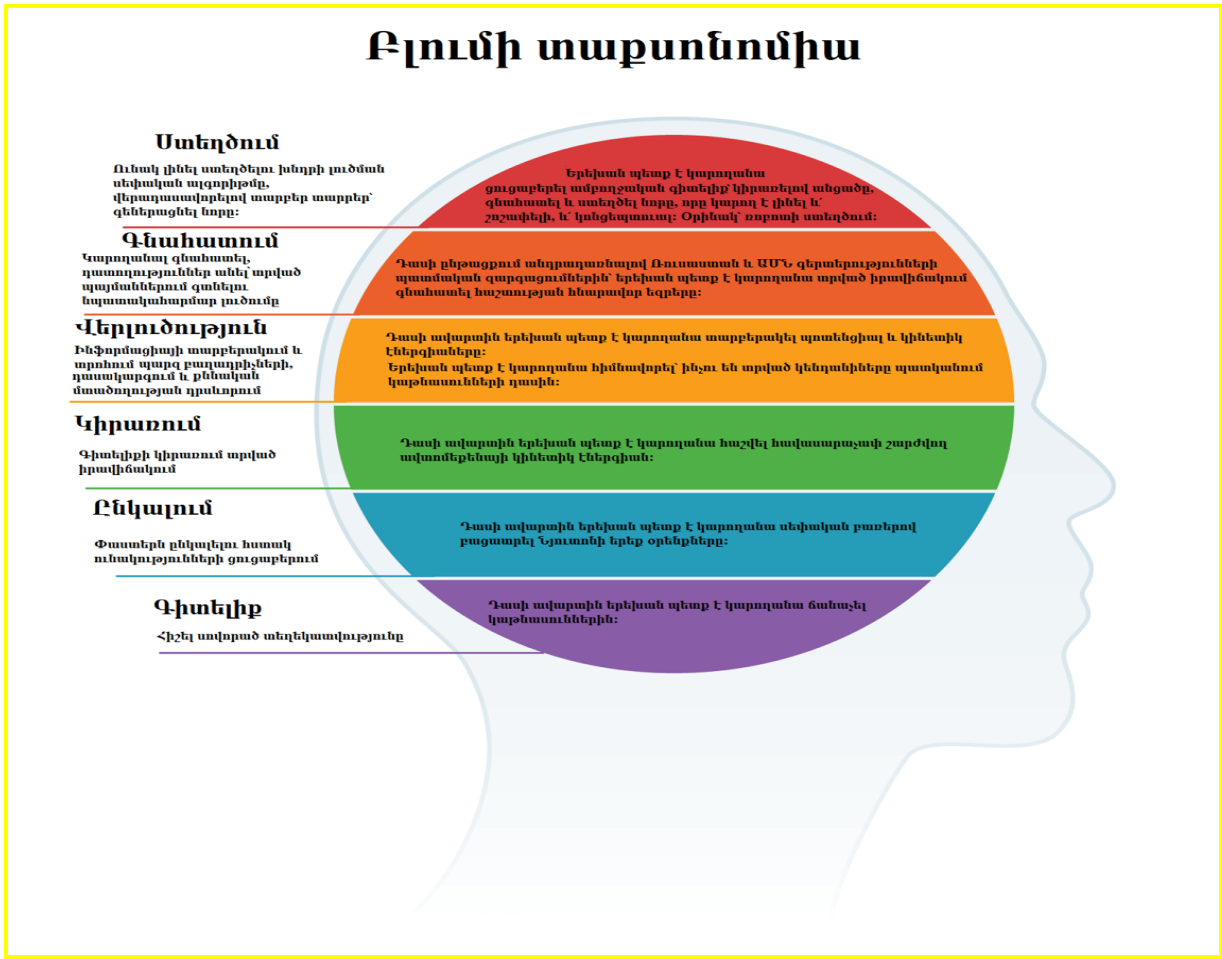 Բլումի տաքսոնոմիա
Ստեղծում
Ունակ լինել ստեղծելու խնդրի լուծման
սեփական ալգորիթմը,
վերադասավորելով տարբեր տարրեր՝
գեներացնել նորը:
Երեխան պետք է կարողանա
ցուցաբերել ամբողջական գիտելիք՝ կիրառելով անցածը,
գնահատել և ստեղծել նորը, որը կարող է լինել և՛
շոշափելի, և՛ կոնցեպտուալ: Օրինակ՝ ռոբոտի ստեղծում:
Գնահատում
Կարողանալ գնահատել,
դատողություններ անել՝ տրված
պայմաններում գտնելու
նպատակահարմար լուծումը
Դասի ընթացքում անդրադառնալով Ռուսաստան և ԱՄՆ գերտերությունների
պատմական զարգացումներին՝ երեխան պետք է կարողանա տրված իրավիճակում
գնահատել հաշտության հնարավոր եզրերը:
Վերլուծություն
Ինֆորմացիայի տարբերակում և
տրոհում պարզ բաղադրիչների,
դասակարգում և քննական
մտածողության դրսևորում
Դասի ավարտին երեխան պետք է կարողանա տարբերակել պոտենցիալ և կինետիկ
էներգիաները:
Երեխան պետք է կարողանա հիմնավորել՝ ինչու են տրված կենդանիները պատկանում
կաթնասունների դասին:
Կիրառում
Գիտելիքի կիրառում տրված
իրավիճակում
Դասի ավարտին երեխան պետք է կարողանա հաշվել հավասարաչափ շարժվող
ավտոմեքենայի կինետիկ էներգիան:
Ընկալում
Փաստերն ընկալելու հստակ
ունակությունների ցուցաբերում
Դասի ավարտին երեխան պետք է կարողանա սեփական բառերով
բացատրել Նյուտոնի երեք օրենքները:
Գիտելիք
Հիշել սովորած տեղեկատվությունը
Դասի ավարտին երեխան պետք է կարողանա ճանաչել
կաթնասուններին: